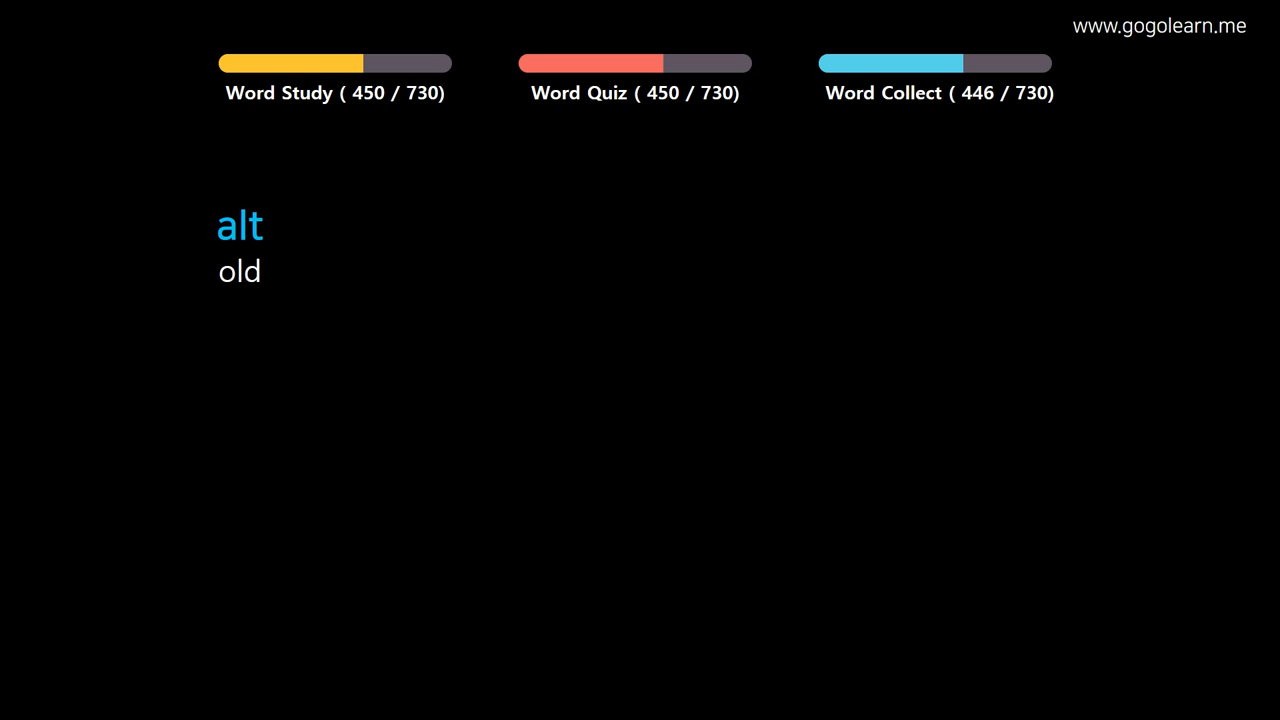 www.gogolearn.me
Word Study ( 450 / 730)
Word Quiz ( 450 / 730)
Word Collect ( 446 / 730)
alt
old